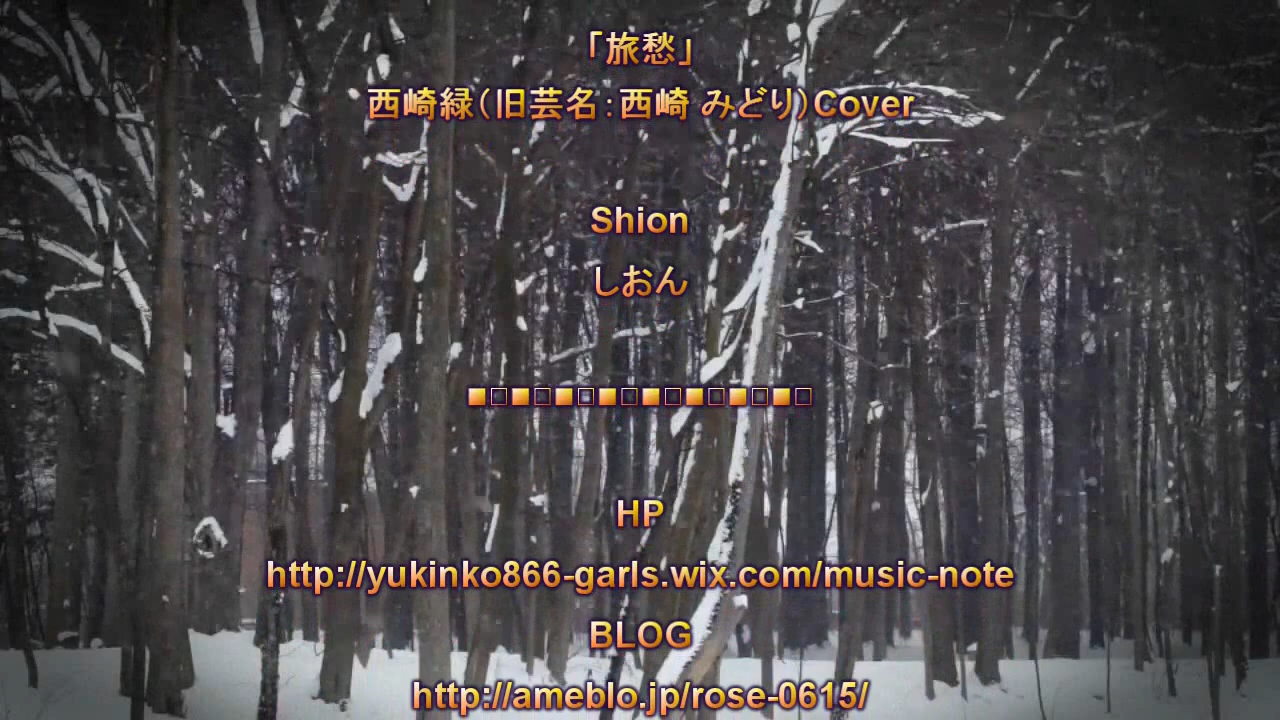 「旅愁」
西崎緑（旧芸名：西崎 みどり）Cover
Shion
しおん
■□■□■□■□■□■□■□■□
HP
http://yukinko866-garls.wix.com/music-note
BLOG
http://ameblo.jp/rose-0615/